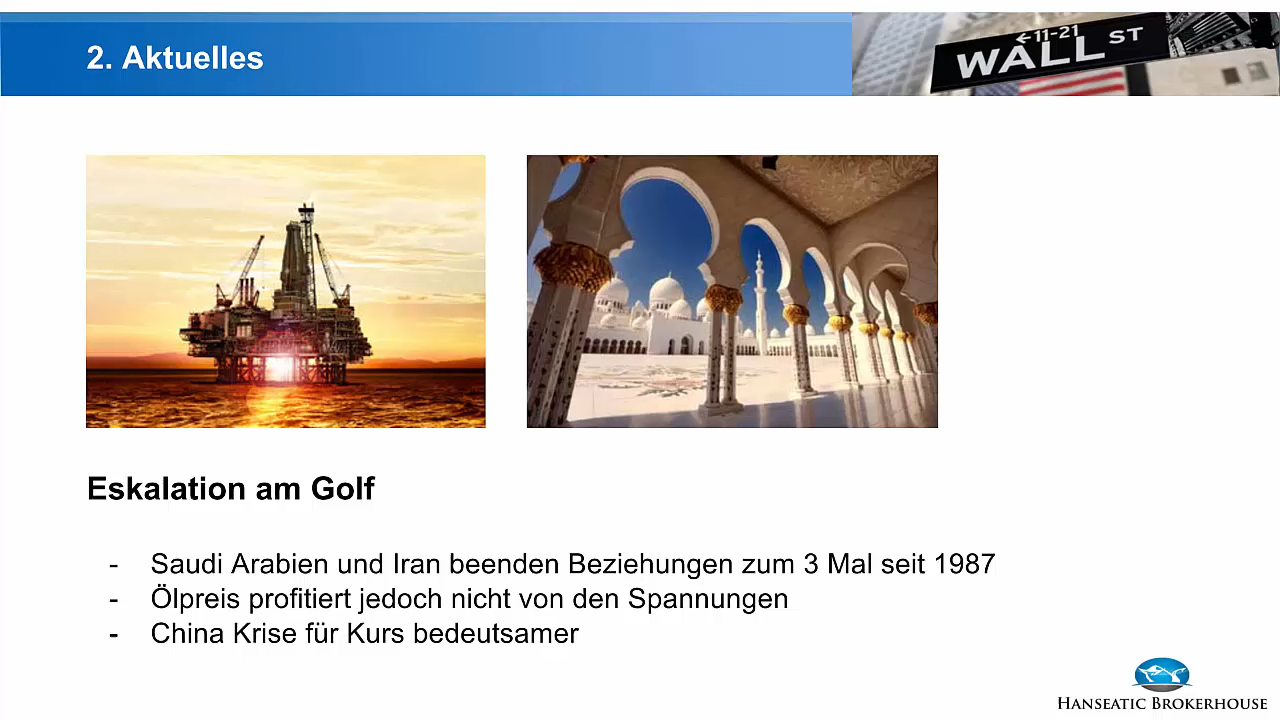 2. Aktuelles
←11-21
WALL ST
Eskalation am Golf
- Saudi Arabien und Iran beenden Beziehungen zum 3 Mal seit 1987
- Ölpreis profitiert jedoch nicht von den Spannungen
- China Krise für Kurs bedeutsamer
HANSEATIC BROKERHOUSE